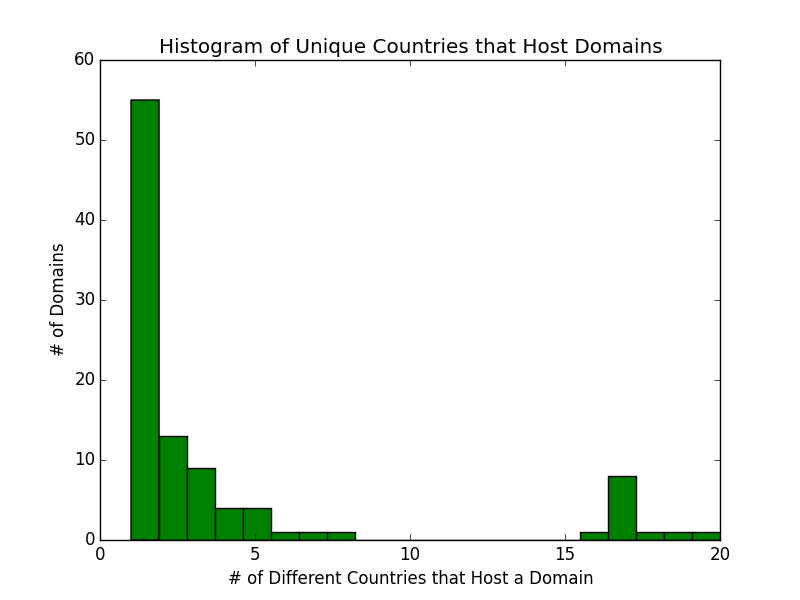 Histogram of Unique Countries that Host Domains
60
50
40
30
20
10
0
# of Domains
0 5 10 15 20
# of Different Countries that Host a Domain